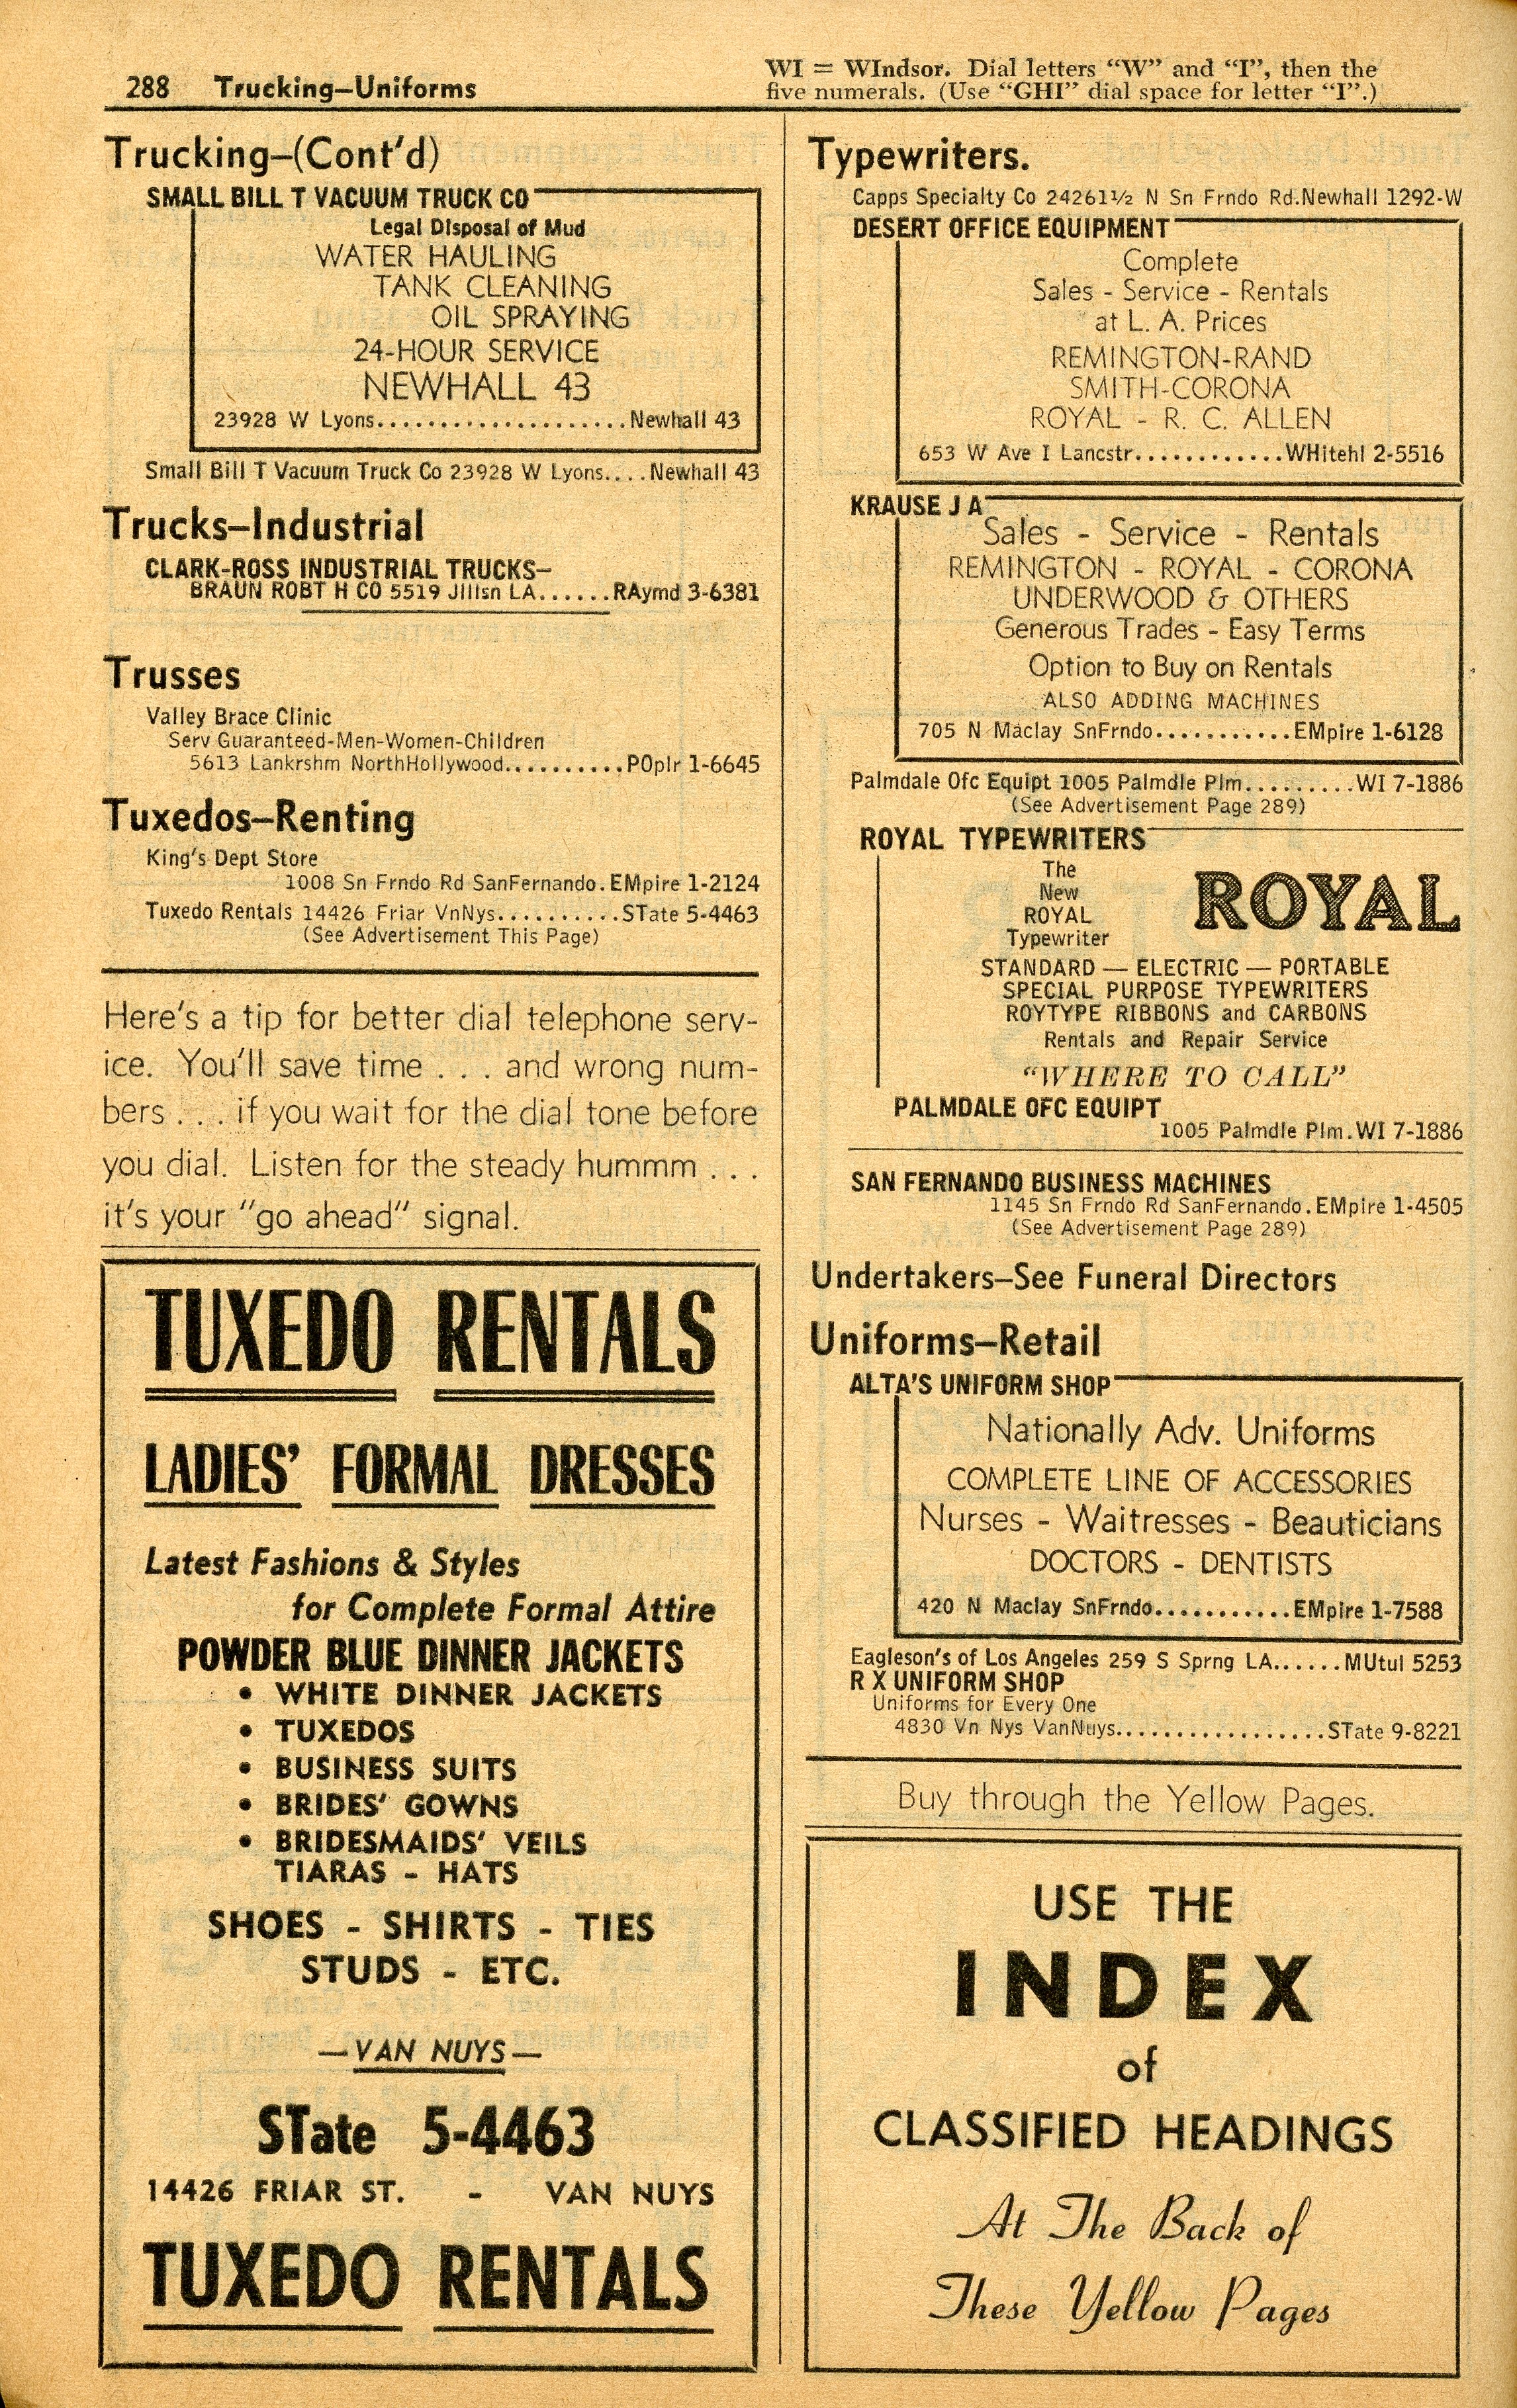 288 Trucking—Uniforms
WI = WIndsor. Dial letters “W” and “I”, then the
five numerals. (Use “GHI” dial space for letter “I”.)
Trucking—(Cont’d)
SMALL BILL T VACUUM TRUCK CO
Legal Disposal of Mud
WATER HAULING
TANK CLEANING
OIL SPRAYING
24-HOUR SERVICE
NEWHALL 43
23928 W Lyons....................Newhall 43
Small Bill T Vacuum Truck Co 23928 W Lyons....Newhall 43
Trucks—Industrial
CLARK-ROSS INDUSTRIAL TRUCKS—
BRAUN ROBT H CO 5519 Jillsn LA......RAymd 3-6381
Trusses
Valley Brace Clinic
Serv Guaranteed-Men-Women-Children
5613 Lankrshm NorthHollywood..........POplr 1-6645
Tuxedos—Renting
King’s Dept Store
1008 Sn Frndo Rd SanFernando.EMpire 1-2124
Tuxedo Rentals 14426 Friar VnNys..........STate 5-4463
(See Advertisement This Page)
Here’s a tip for better dial telephone serv-
ice. You’ll save time . . . and wrong num-
bers . . . if you wait for the dial tone before
you dial. Listen for the steady hummm . . .
it’s your “go ahead” signal.
TUXEDO RENTALS
LADIES’ FORMAL DRESSES
Latest Fashions & Styles
for Complete Formal Attire
POWDER BLUE DINNER JACKETS
• WHITE DINNER JACKETS
• TUXEDOS
• BUSINESS SUITS
• BRIDES’ GOWNS
• BRIDESMAIDS’ VEILS
TIARAS - HATS
SHOES - SHIRTS - TIES
STUDS - ETC.
—VAN NUYS—
STate 5-4463
14426 FRIAR ST. - VAN NUYS
TUXEDO RENTALS
Typewriters.
Capps Specialty Co 24261½ N Sn Frndo Rd.Newhall 1292-W
DESERT OFFICE EQUIPMENT
Complete
Sales - Service - Rentals
at L. A. Prices
REMINGTON-RAND
SMITH-CORONA
ROYAL - R. C. ALLEN
653 W Ave I Lancstr............WHitehl 2-5516
KRAUSE J A
Sales - Service - Rentals
REMINGTON - ROYAL - CORONA
UNDERWOOD & OTHERS
Generous Trades - Easy Terms
Option to Buy on Rentals
ALSO ADDING MACHINES
705 N Maclay SnFrndo...........EMpire 1-6128
Palmdale Ofc Equipt 1005 Palmdle Plm.........WI 7-1886
(See Advertisement Page 289)
ROYAL TYPEWRITERS
The
New
ROYAL
Typewriter
ROYAL
STANDARD — ELECTRIC — PORTABLE
SPECIAL PURPOSE TYPEWRITERS
ROYTYPE RIBBONS and CARBONS
Rentals and Repair Service
“WHERE TO CALL”
PALMDALE OFC EQUIPT
1005 Palmdle Plm.WI 7-1886
SAN FERNANDO BUSINESS MACHINES
1145 Sn Frndo Rd SanFernando.EMpire 1-4505
(See Advertisement Page 289)
Undertakers—See Funeral Directors
Uniforms—Retail
ALTA’S UNIFORM SHOP
Nationally Adv. Uniforms
COMPLETE LINE OF ACCESSORIES
Nurses - Waitresses - Beauticians
DOCTORS - DENTISTS
420 N Maclay SnFrndo...........EMpire 1-7588
Eagleson’s of Los Angeles 259 S Sprng LA......MUtul 5253
R X UNIFORM SHOP
Uniforms for Every One
4830 Vn Nys VanNuys.................STate 9-8221
Buy through the Yellow Pages.
USE THE
INDEX
of
CLASSIFIED HEADINGS
At The Back of
These Yellow Pages